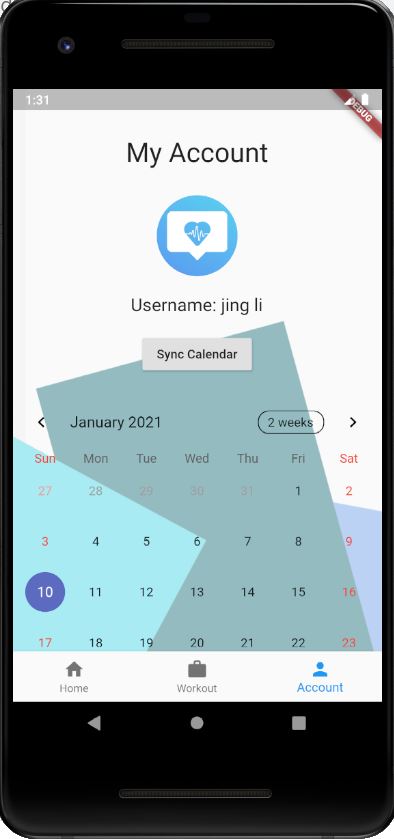 1:31
DEBUG
My Account
Username: jing li
Sync Calendar
January 2021
2 weeks
Sun Mon Tue Wed Thu Fri Sat
27 28 29 30 31 1 2
3 4 5 6 7 8 9
10 11 12 13 14 15 16
17 18 19 20 21 22 23
Home Workout Account